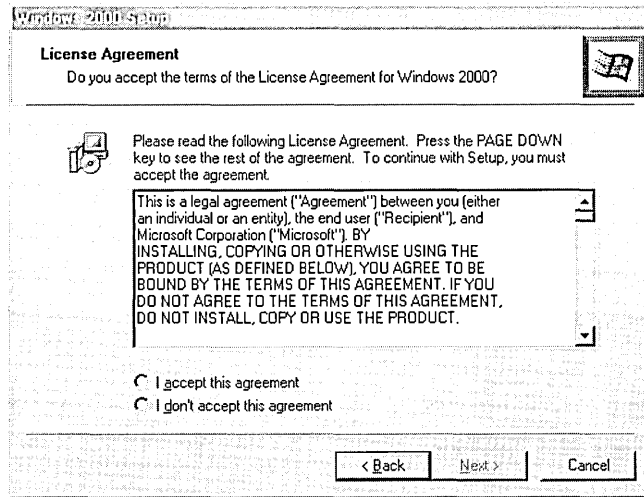 Windows 2000 Setup
License Agreement
Do you accept the terms of the License Agreement for Windows 2000?
Please read the following License Agreement. Press the PAGE DOWN
key to see the rest of the agreement. To continue with Setup, you must
accept the agreement.
This is a legal agreement ("Agreement") between you (either
an individual or an entity), the end user ("Recipient"), and
Microsoft Corporation ("Microsoft"). BY
INSTALLING, COPYING OR OTHERWISE USING THE
PRODUCT (AS DEFINED BELOW), YOU AGREE TO BE
BOUND BY THE TERMS OF THIS AGREEMENT. IF YOU
DO NOT AGREE TO THE TERMS OF THIS AGREEMENT,
DO NOT INSTALL, COPY OR USE THE PRODUCT.
I accept this agreement
I don't accept this agreement
< Back Next > Cancel